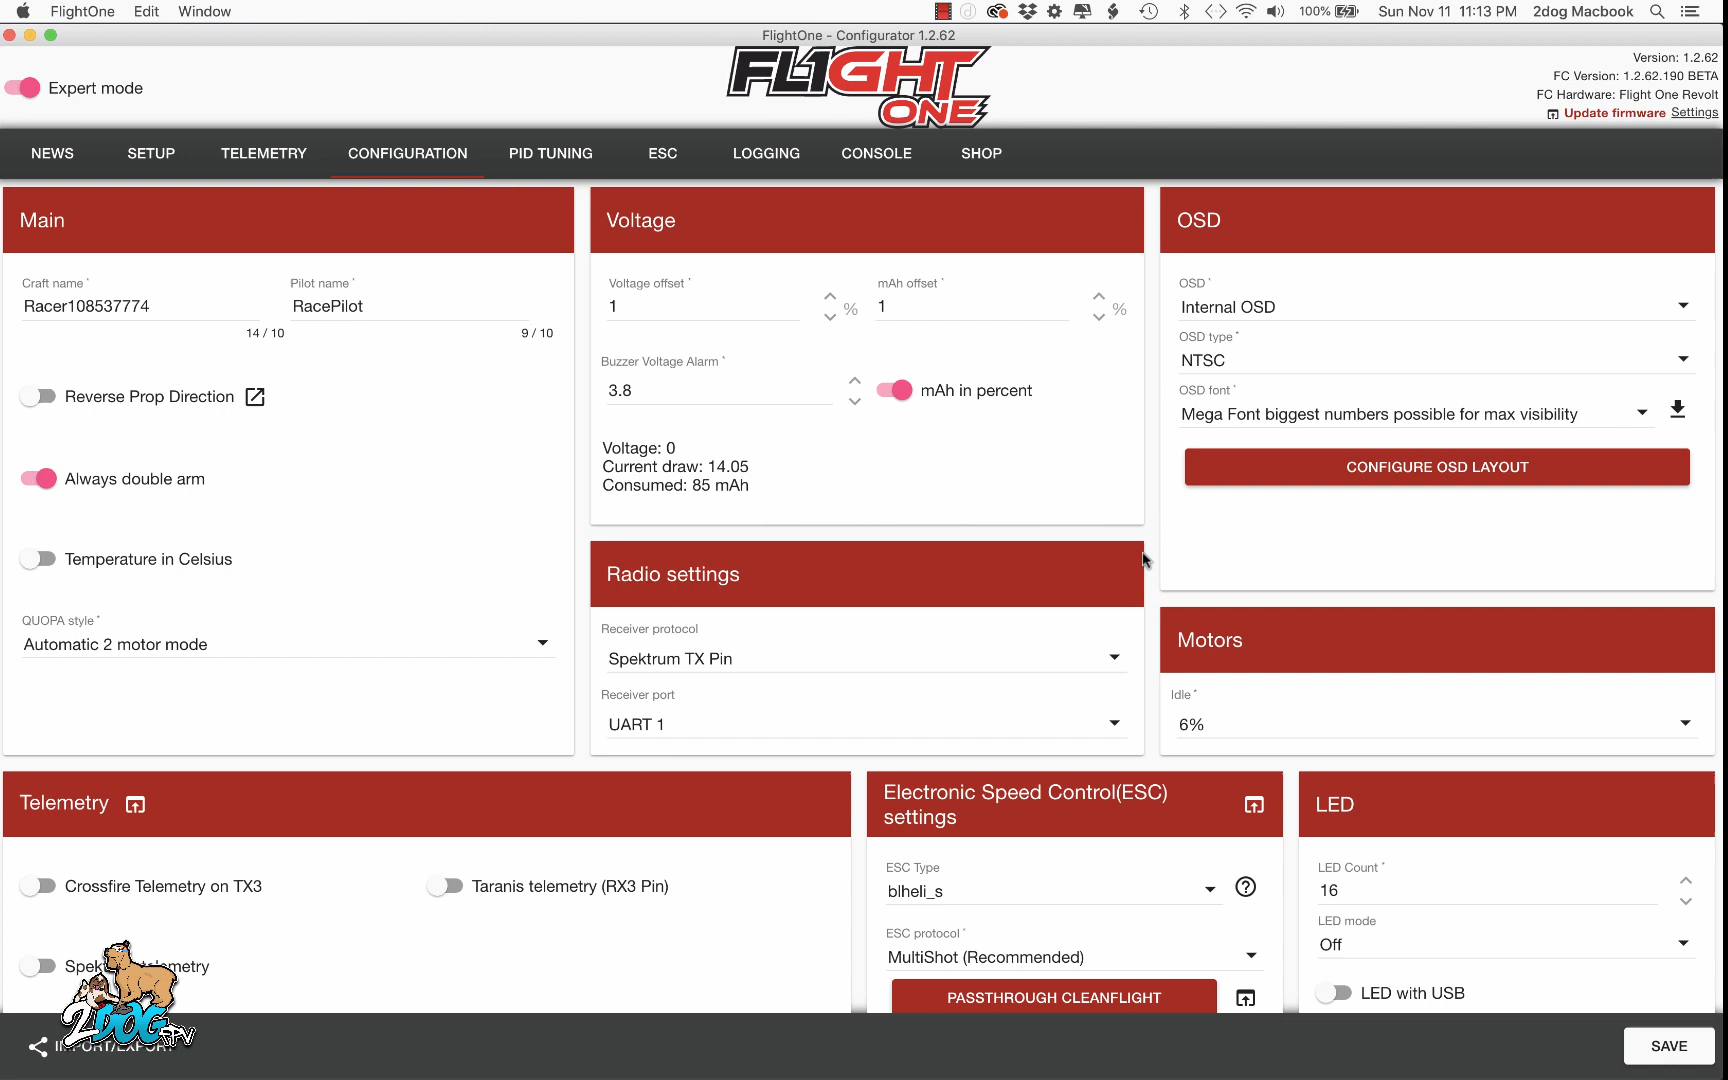 FlightOne Edit Window 100% Sun Nov 11 11:13 PM 2dog Macbook
FlightOne - Configurator 1.2.62
Expert mode
FL1GHT
ONE
Version: 1.2.62
FC Version: 1.2.62.190 BETA
FC Hardware: Flight One Revolt
Update firmware Settings
NEWS SETUP TELEMETRY CONFIGURATION PID TUNING ESC LOGGING CONSOLE SHOP
Main
Craft name * Pilot name *
Racer108537774 RacePilot
14 / 10 9 / 10
Reverse Prop Direction
Always double arm
Temperature in Celsius
QUOPA style *
Automatic 2 motor mode
Voltage
Voltage offset * mAh offset *
1 % 1 %
Buzzer Voltage Alarm *
3.8 mAh in percent
Voltage: 0
Current draw: 14.05
Consumed: 85 mAh
Radio settings
Receiver protocol
Spektrum TX Pin
Receiver port
UART 1
OSD
OSD *
Internal OSD
OSD type *
NTSC
OSD font *
Mega Font biggest numbers possible for max visibility
CONFIGURE OSD LAYOUT
Motors
Idle *
6%
Telemetry
Crossfire Telemetry on TX3 Taranis telemetry (RX3 Pin)
Electronic Speed Control(ESC)
settings
ESC Type
blheli_s
ESC protocol *
MultiShot (Recommended)
PASSTHROUGH CLEANFLIGHT
LED
LED Count *
16
LED mode
Off
LED with USB
2DOG FPV
IMPORT/EXPORT
SAVE